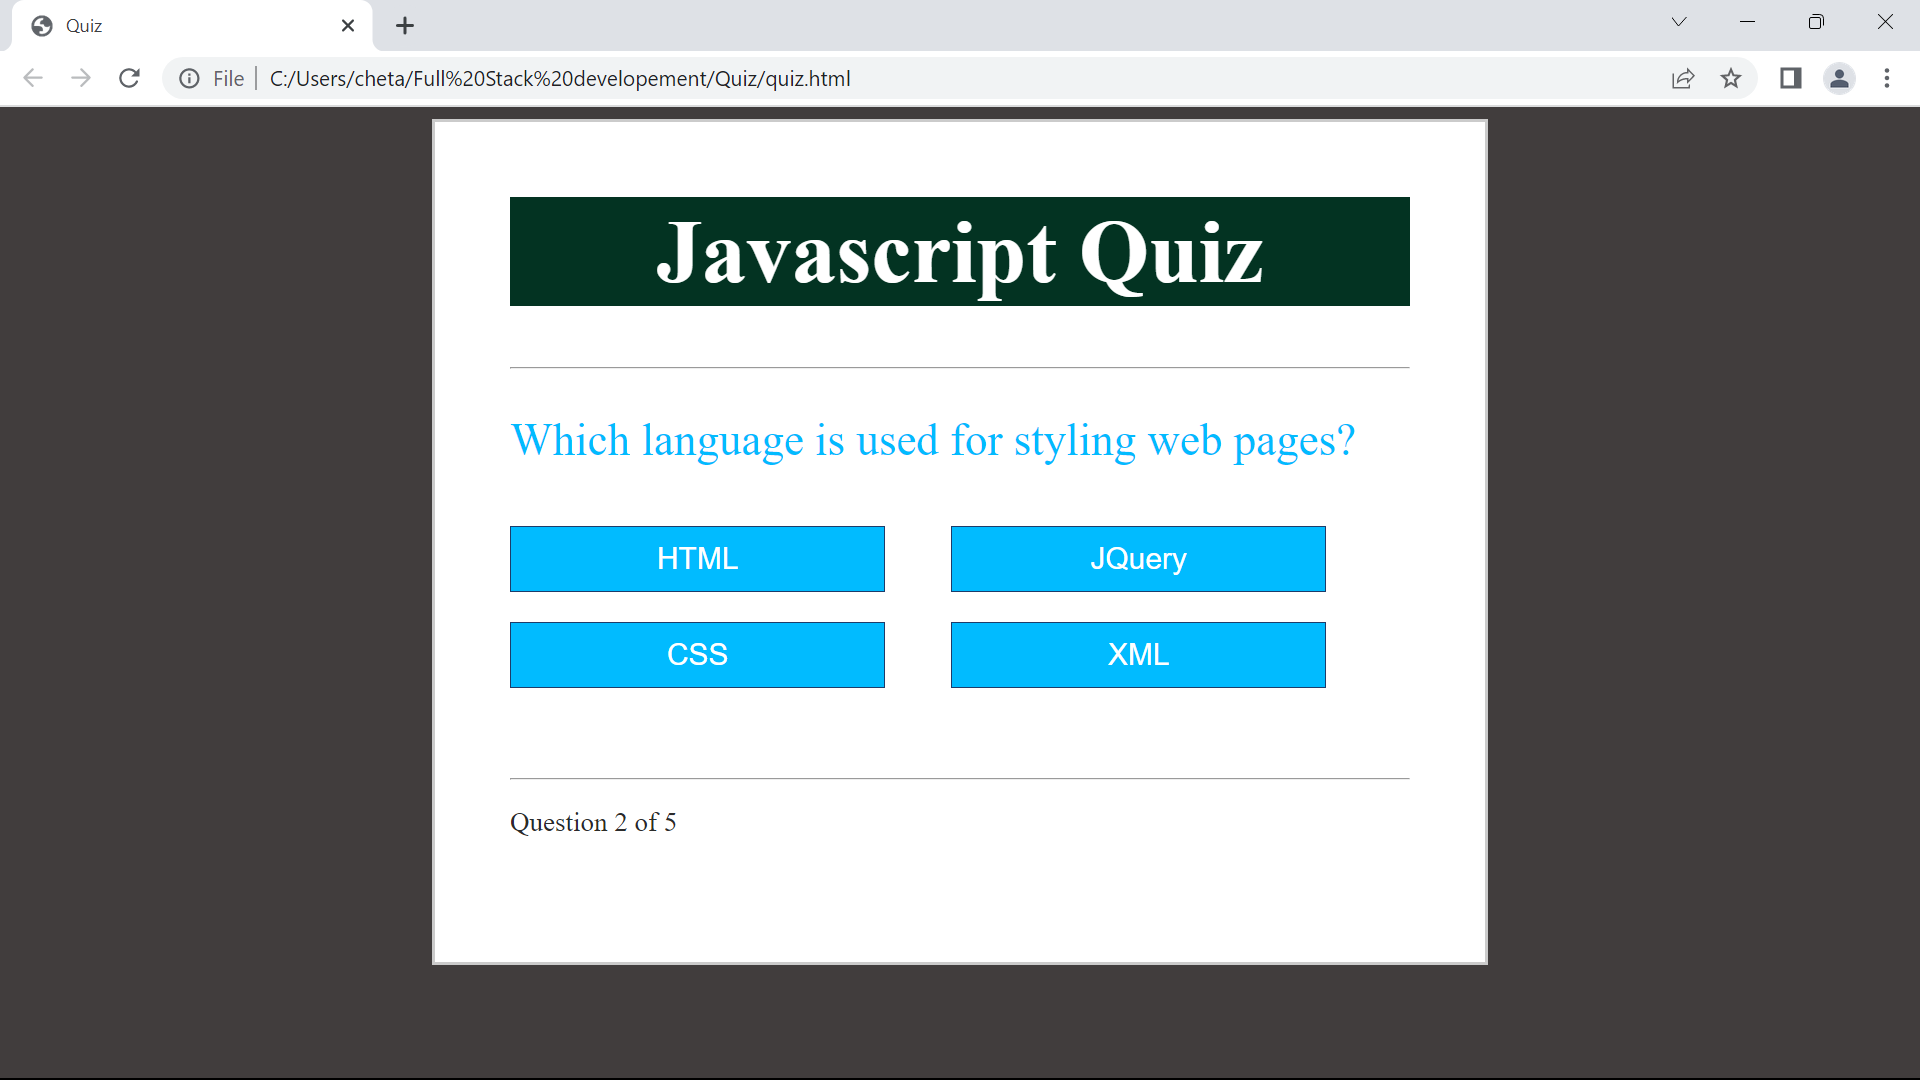 Quiz
File
C:/Users/cheta/Full%20Stack%20developement/Quiz/quiz.html
Javascript Quiz
Which language is used for styling web pages?
HTML
JQuery
CSS
XML
Question 2 of 5